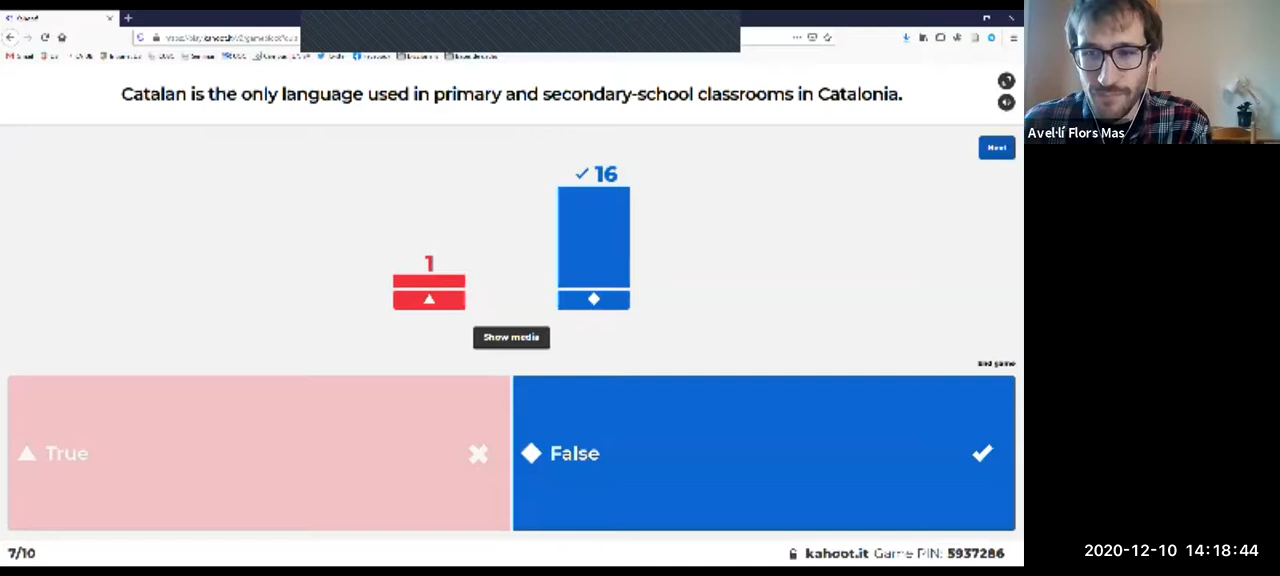 Catalan is the only language used in primary and secondary-school classrooms in Catalonia.
Avel·lí Flors Mas
Next
16
1
Show media
End game
True
False
7/10
kahoot.it Game PIN: 5937286
2020-12-10 14:18:44